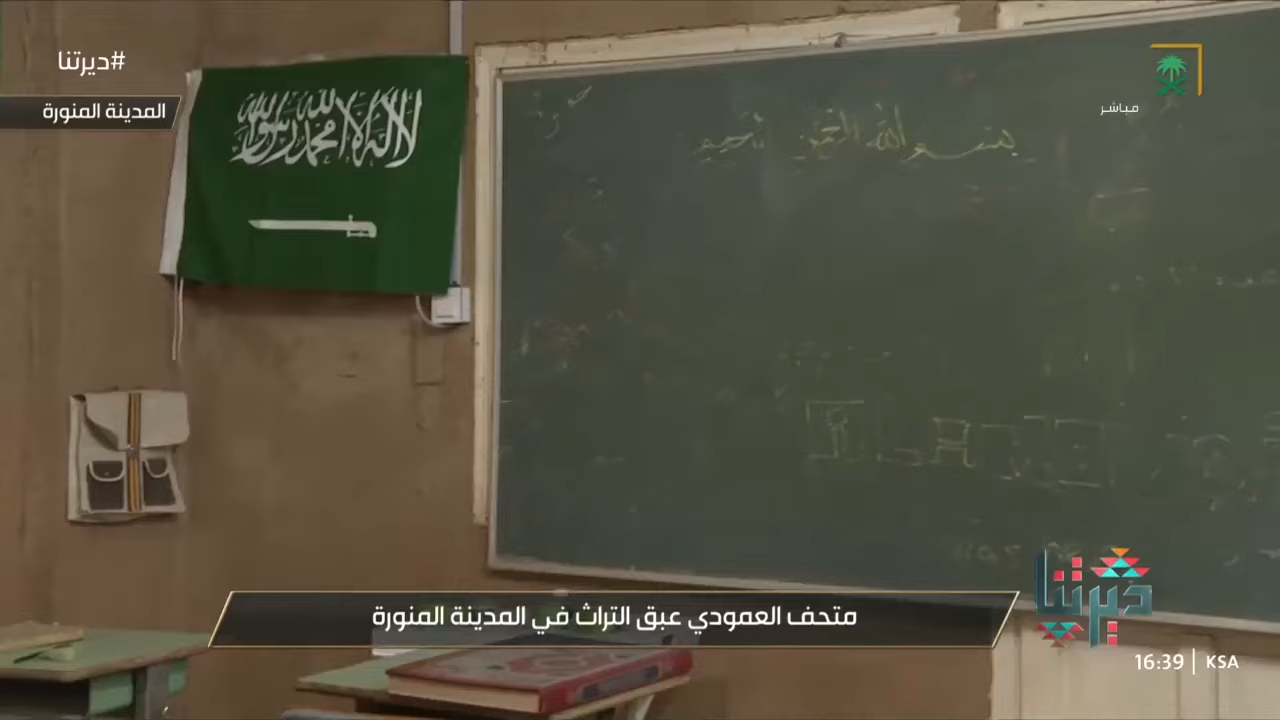 #ديرتنا
المدينة المنورة
لا إله إلا الله محمد رسول الله
مباشر
بسم الله الرحمن الرحيم
ديرتنا
متحف العمودي عبق التراث في المدينة المنورة
16:39 | KSA